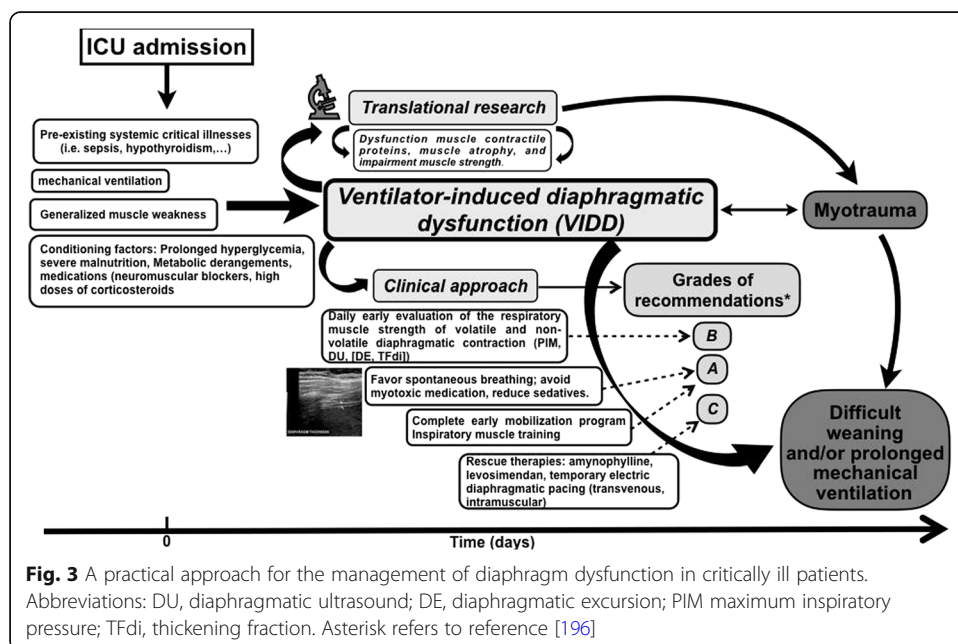 ICU admission
Pre-existing systemic critical illnesses
(i.e. sepsis, hypothyroidism,...)
mechanical ventilation
Generalized muscle weakness
Conditioning factors: Prolonged hyperglycemia,
severe malnutrition, Metabolic derangements,
medications (neuromuscular blockers, high
doses of corticosteroids
Translational research
Dysfunction muscle contractile
proteins, muscle atrophy, and
impairment muscle strength.
Ventilator-induced diaphragmatic
dysfunction (VIDD)
Myotrauma
Clinical approach
Grades of
recommendations*
Daily early evaluation of the respiratory
muscle strength of volatile and non-
volatile diaphragmatic contraction (PIM,
DU, [DE, TFdi])
B
Favor spontaneous breathing; avoid
myotoxic medication, reduce sedatives.
A
Complete early mobilization program
Inspiratory muscle training
C
Rescue therapies: amynophylline,
levosimendan, temporary electric
diaphragmatic pacing (transvenous,
intramuscular)
Difficult
weaning
and/or prolonged
mechanical
ventilation
0
Time (days)
Fig. 3 A practical approach for the management of diaphragm dysfunction in critically ill patients.
Abbreviations: DU, diaphragmatic ultrasound; DE, diaphragmatic excursion; PIM maximum inspiratory
pressure; TFdi, thickening fraction. Asterisk refers to reference [196]